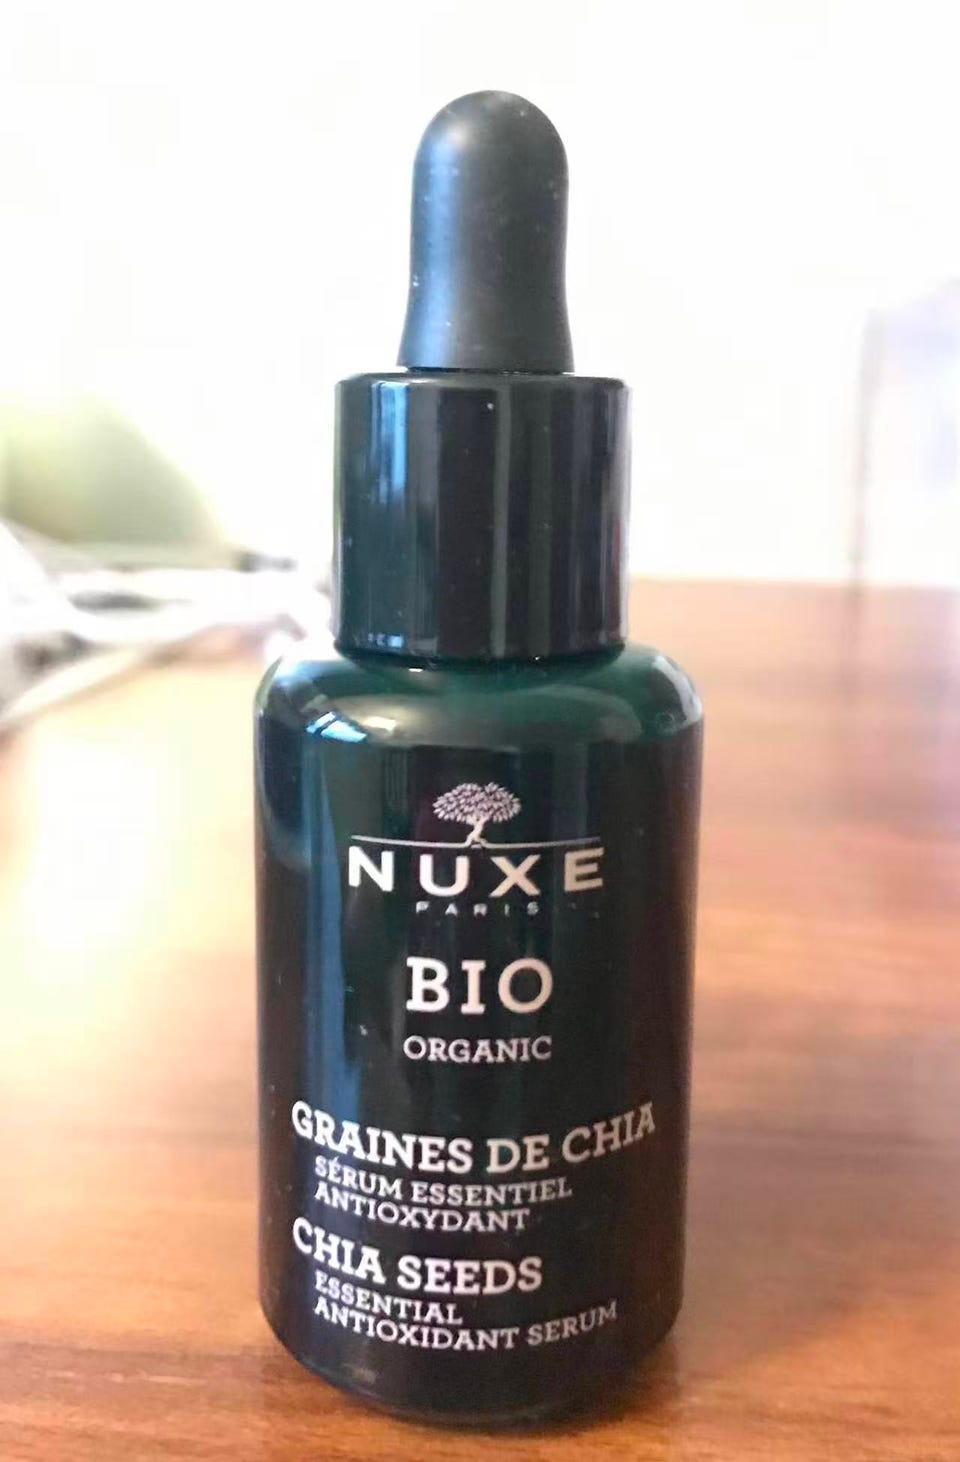 NUXE
PARIS
BIO
ORGANIC
GRAINES DE CHIA
SÉRUM ESSENTIEL
ANTIOXYDANT
CHIA SEEDS
ESSENTIAL
ANTIOXIDANT SERUM